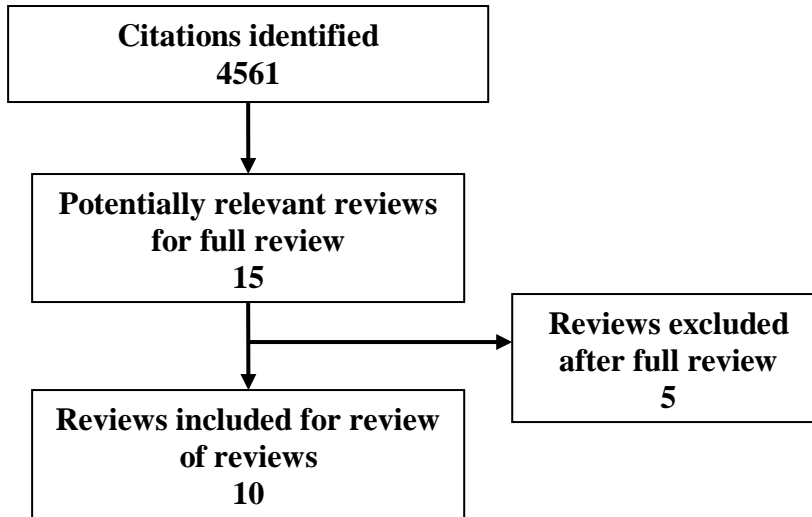 Citations identified
4561
Potentially relevant reviews
for full review
15
Reviews excluded
after full review
5
Reviews included for review
of reviews
10